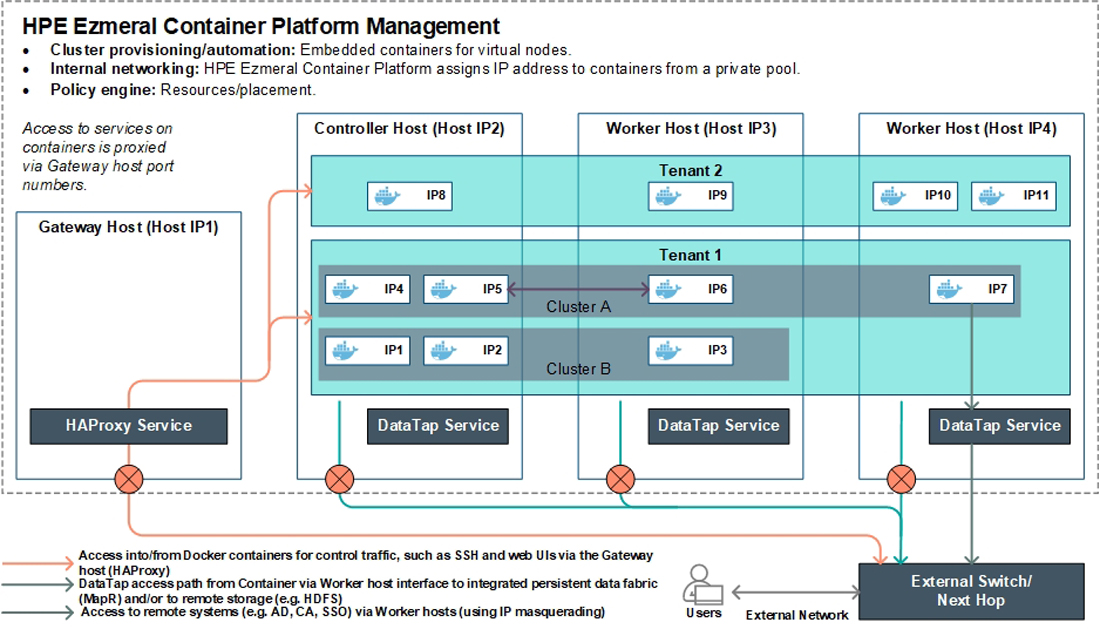 HPE Ezmeral Container Platform Management
• Cluster provisioning/automation: Embedded containers for virtual nodes.
• Internal networking: HPE Ezmeral Container Platform assigns IP address to containers from a private pool.
• Policy engine: Resources/placement.
Access to services on
containers is proxied
via Gateway host port
numbers.
Gateway Host (Host IP1)
HAProxy Service
Controller Host (Host IP2)
Worker Host (Host IP3)
Worker Host (Host IP4)
Tenant 2
IP8
IP9
IP10
IP11
Tenant 1
IP4
IP5
IP6
IP7
Cluster A
IP1
IP2
IP3
Cluster B
DataTap Service
DataTap Service
DataTap Service
Access into/from Docker containers for control traffic, such as SSH and web UIs via the Gateway
host (HAProxy)
DataTap access path from Container via Worker host interface to integrated persistent data fabric
(MapR) and/or to remote storage (e.g. HDFS)
Access to remote systems (e.g. AD, CA, SSO) via Worker hosts (using IP masquerading)
Users
External Network
External Switch/
Next Hop